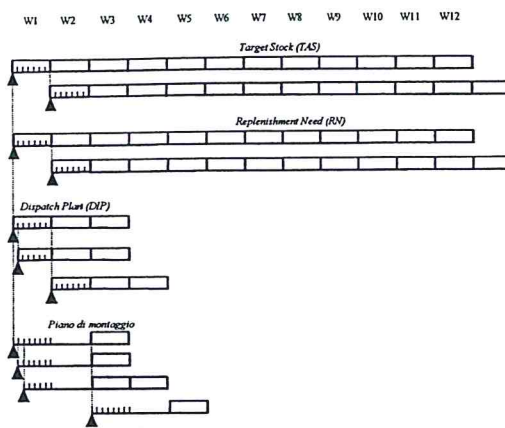 W1 W2 W3 W4 W5 W6 W7 W8 W9 W10 W11 W12
Target Stock (TAS)
Replenishment Need (RN)
Dispatch Plan (DIP)
Piano di montaggio